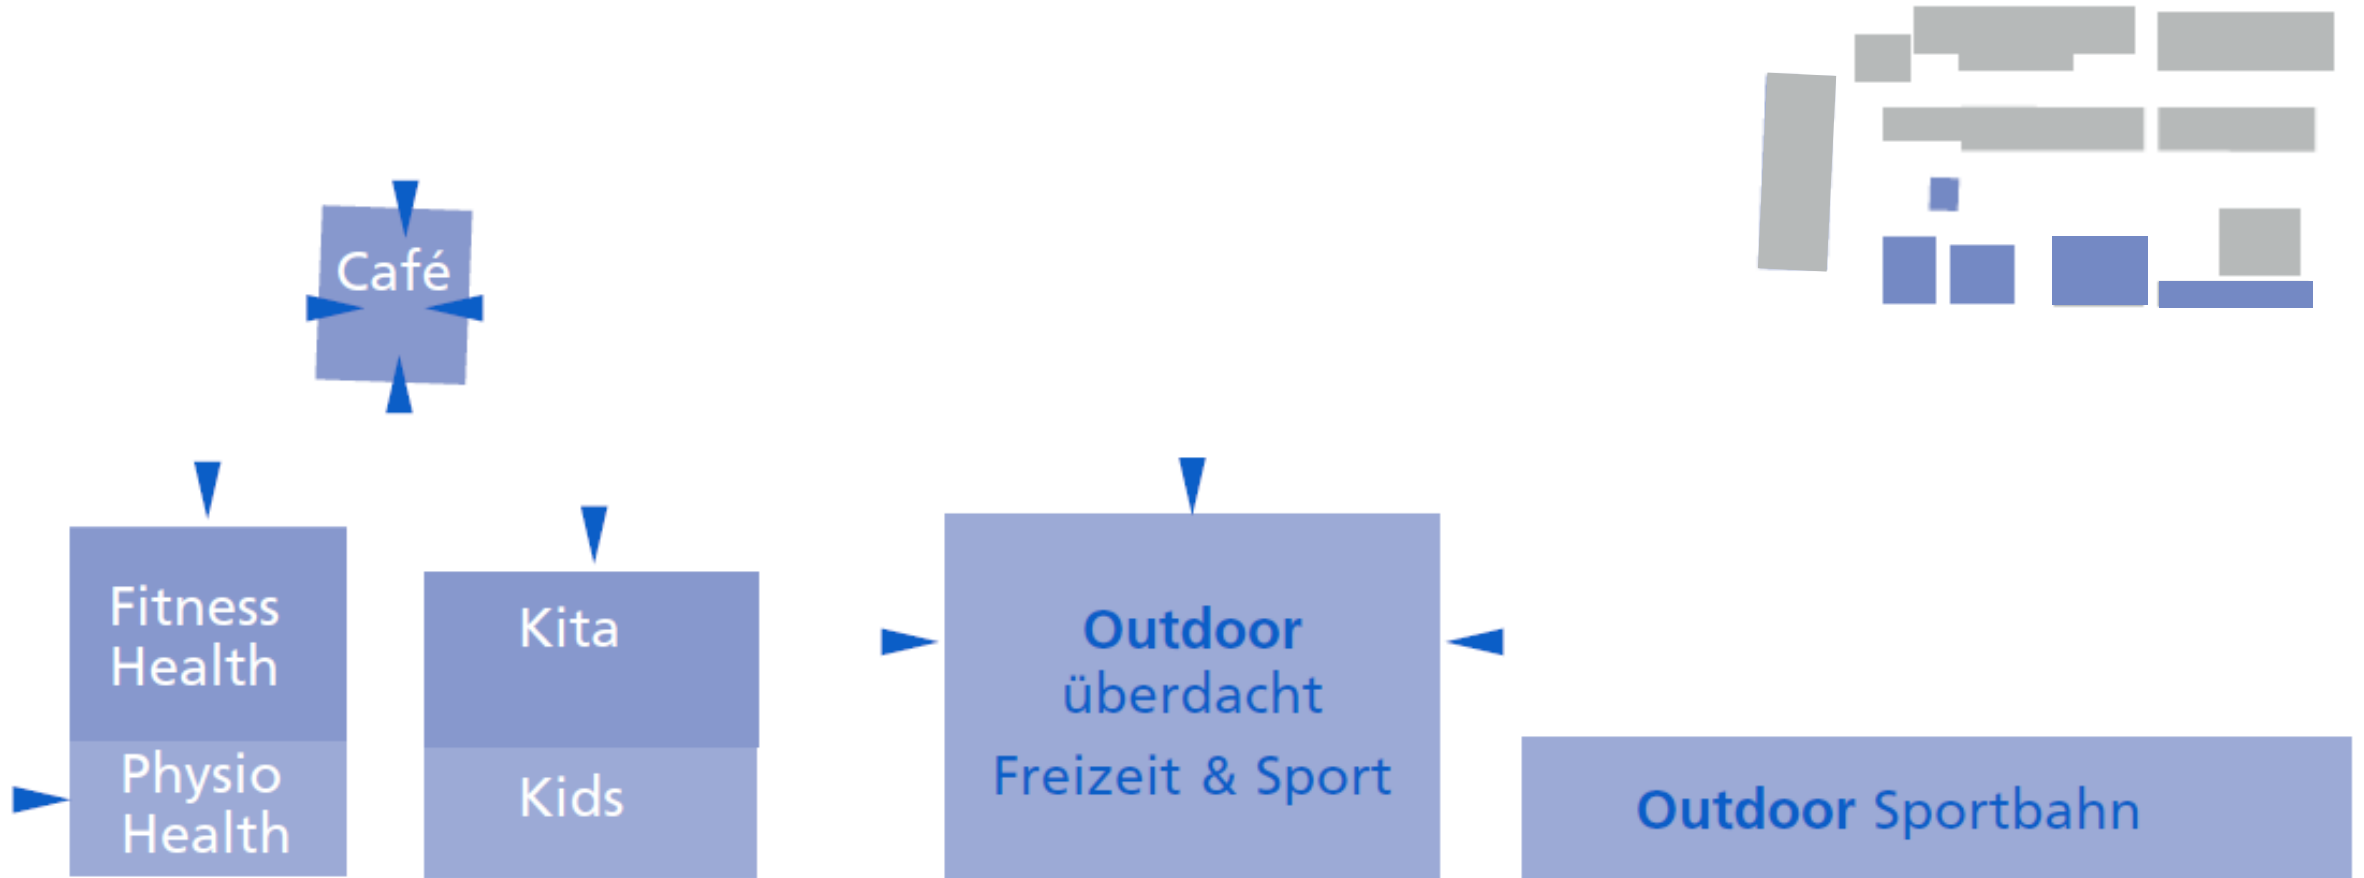 Café
Fitness
Health
Physio
Health
Kita
Kids
Outdoor
überdacht
Freizeit & Sport
Outdoor Sportbahn